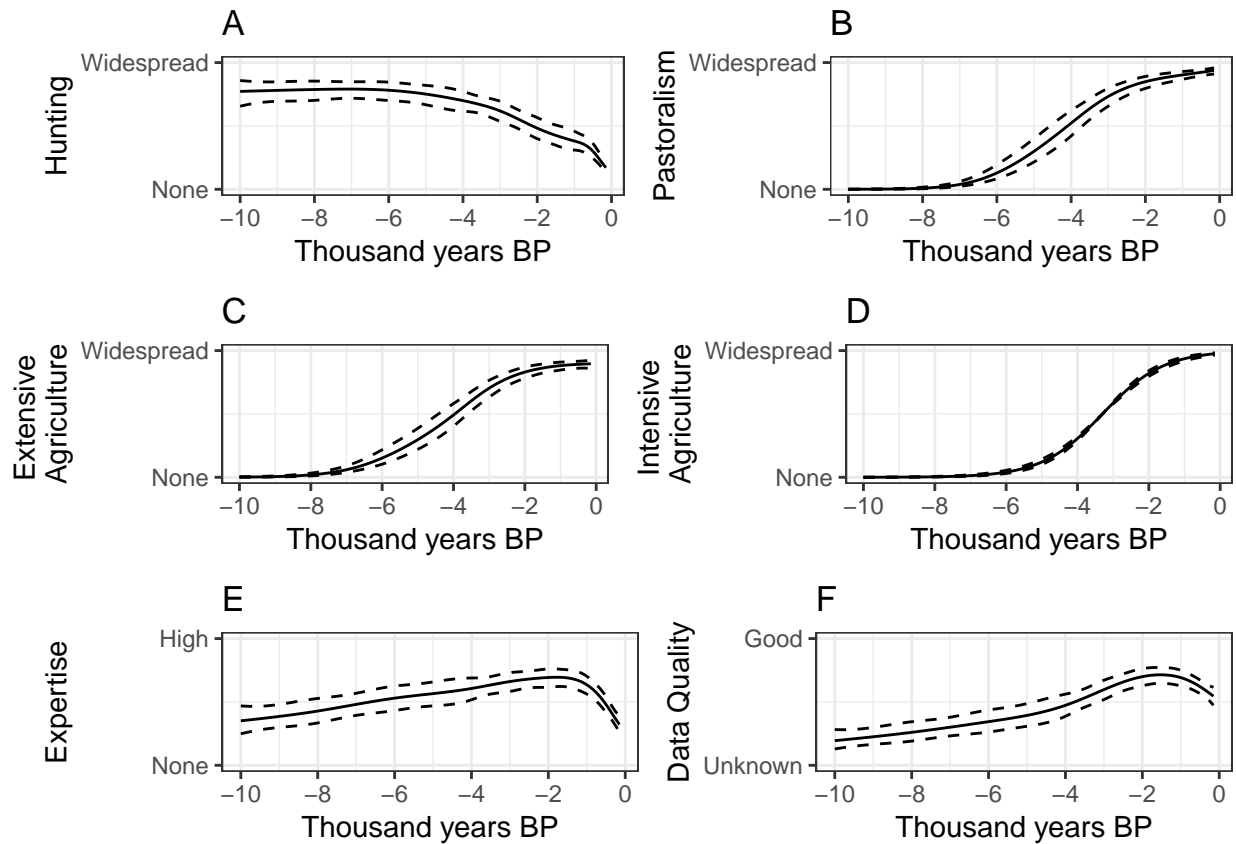 A
Hunting
Widespread
None
−10 −8 −6 −4 −2 0
Thousand years BP
B
Pastoralism
Widespread
None
−10 −8 −6 −4 −2 0
Thousand years BP
C
Extensive
Agriculture
Widespread
None
−10 −8 −6 −4 −2 0
Thousand years BP
D
Intensive
Agriculture
Widespread
None
−10 −8 −6 −4 −2 0
Thousand years BP
E
Expertise
High
None
−10 −8 −6 −4 −2 0
Thousand years BP
F
Data Quality
Good
Unknown
−10 −8 −6 −4 −2 0
Thousand years BP